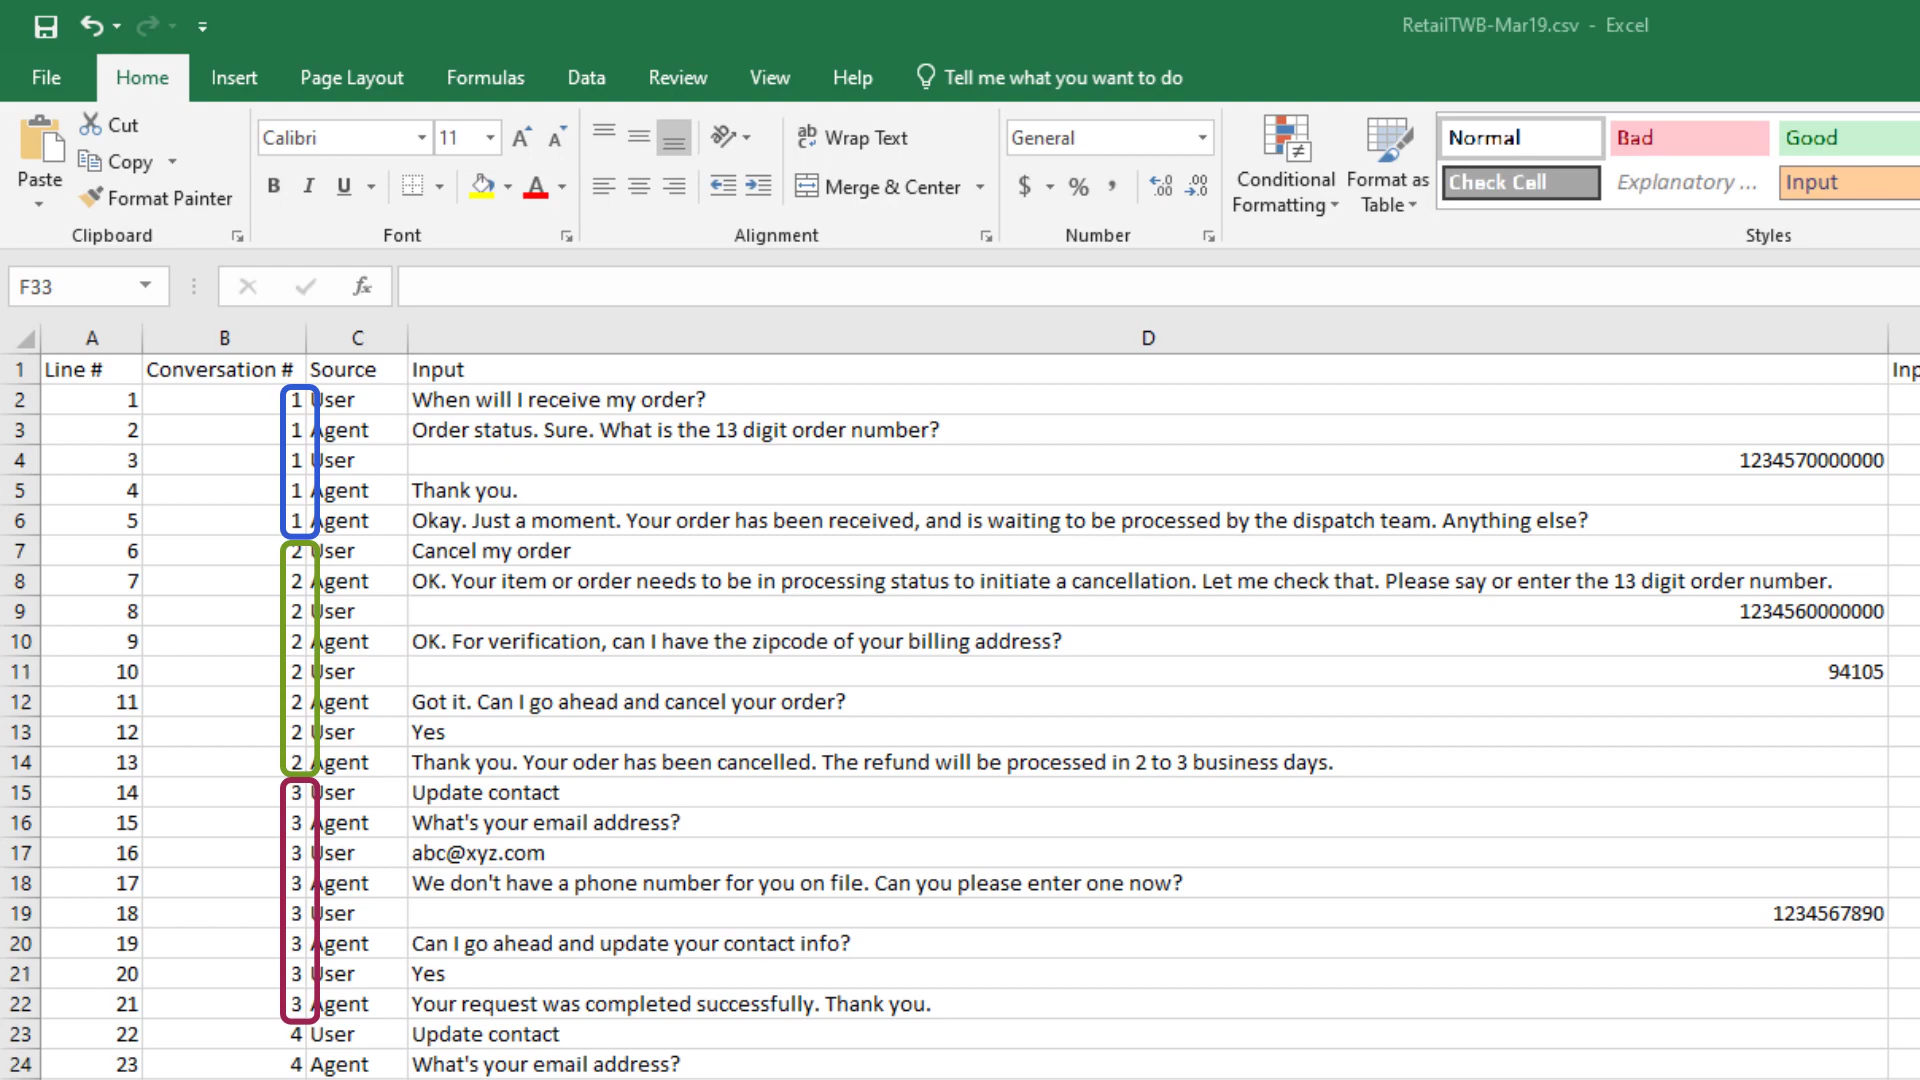 RetailTWB-Mar19.csv - Excel
File Home Insert Page Layout Formulas Data Review View Help Tell me what you want to do
Paste
Cut
Copy
Format Painter
Clipboard
Calibri 11 A A
B I U A
Font
ab Wrap Text
Merge & Center
Alignment
General
$ % , .00 .00
Number
Conditional Formatting
Format as Table
Normal Bad Good
Check Cell Explanatory ... Input
Styles
F33 fx
A B C D
1 Line # Conversation # Source Input Inp
2 1 1 User When will I receive my order?
3 2 1 Agent Order status. Sure. What is the 13 digit order number?
4 3 1 User 1234570000000
5 4 1 Agent Thank you.
6 5 1 Agent Okay. Just a moment. Your order has been received, and is waiting to be processed by the dispatch team. Anything else?
7 6 2 User Cancel my order
8 7 2 Agent OK. Your item or order needs to be in processing status to initiate a cancellation. Let me check that. Please say or enter the 13 digit order number.
9 8 2 User 1234560000000
10 9 2 Agent OK. For verification, can I have the zipcode of your billing address?
11 10 2 User 94105
12 11 2 Agent Got it. Can I go ahead and cancel your order?
13 12 2 User Yes
14 13 2 Agent Thank you. Your oder has been cancelled. The refund will be processed in 2 to 3 business days.
15 14 3 User Update contact
16 15 3 Agent What's your email address?
17 16 3 User abc@xyz.com
18 17 3 Agent We don't have a phone number for you on file. Can you please enter one now?
19 18 3 User 1234567890
20 19 3 Agent Can I go ahead and update your contact info?
21 20 3 User Yes
22 21 3 Agent Your request was completed successfully. Thank you.
23 22 4 User Update contact
24 23 4 Agent What's your email address?